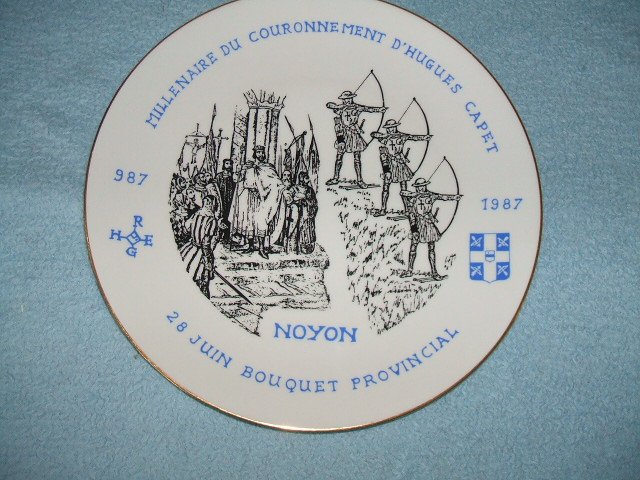 MILLENAIRE DU COURONNEMENT D'HUGUES CAPET
987
1987
R
H E
G
NOYON
28 JUIN BOUQUET PROVINCIAL